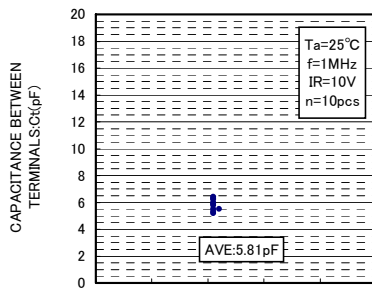 CAPACITANCE BETWEEN
TERMINALS:Ct(pF)
20
18
16
14
12
10
8
6
4
2
0
Ta=25℃
f=1MHz
IR=10V
n=10pcs
AVE:5.81pF